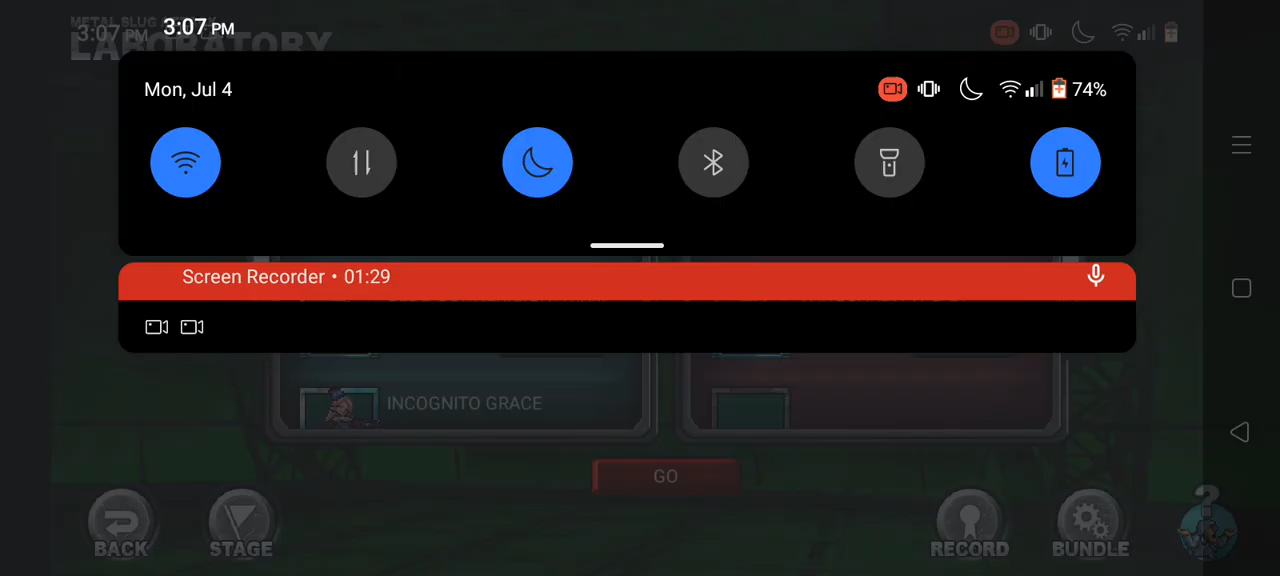 METAL SLUG
3:07 PM 3:07 PM
LABORATORY
Mon, Jul 4
74%
Screen Recorder • 01:29
INCOGNITO GRACE
GO
BACK STAGE RECORD BUNDLE
?